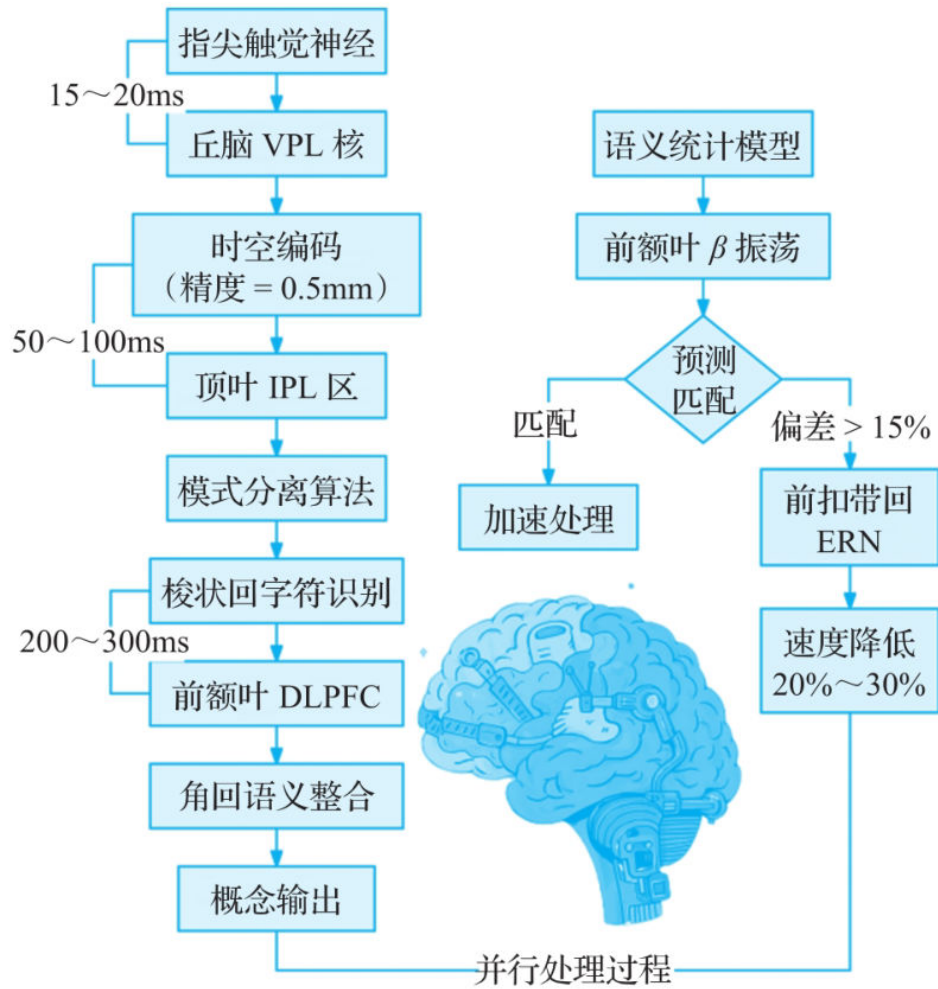 指尖触觉神经
15～20ms
丘脑 VPL 核
时空编码
（精度 = 0.5mm）
50～100ms
顶叶 IPL 区
模式分离算法
梭状回字符识别
200～300ms
前额叶 DLPFC
角回语义整合
概念输出
语义统计模型
前额叶 β 振荡
预测
匹配
匹配
偏差 > 15%
加速处理
前扣带回
ERN
速度降低
20%～30%
并行处理过程